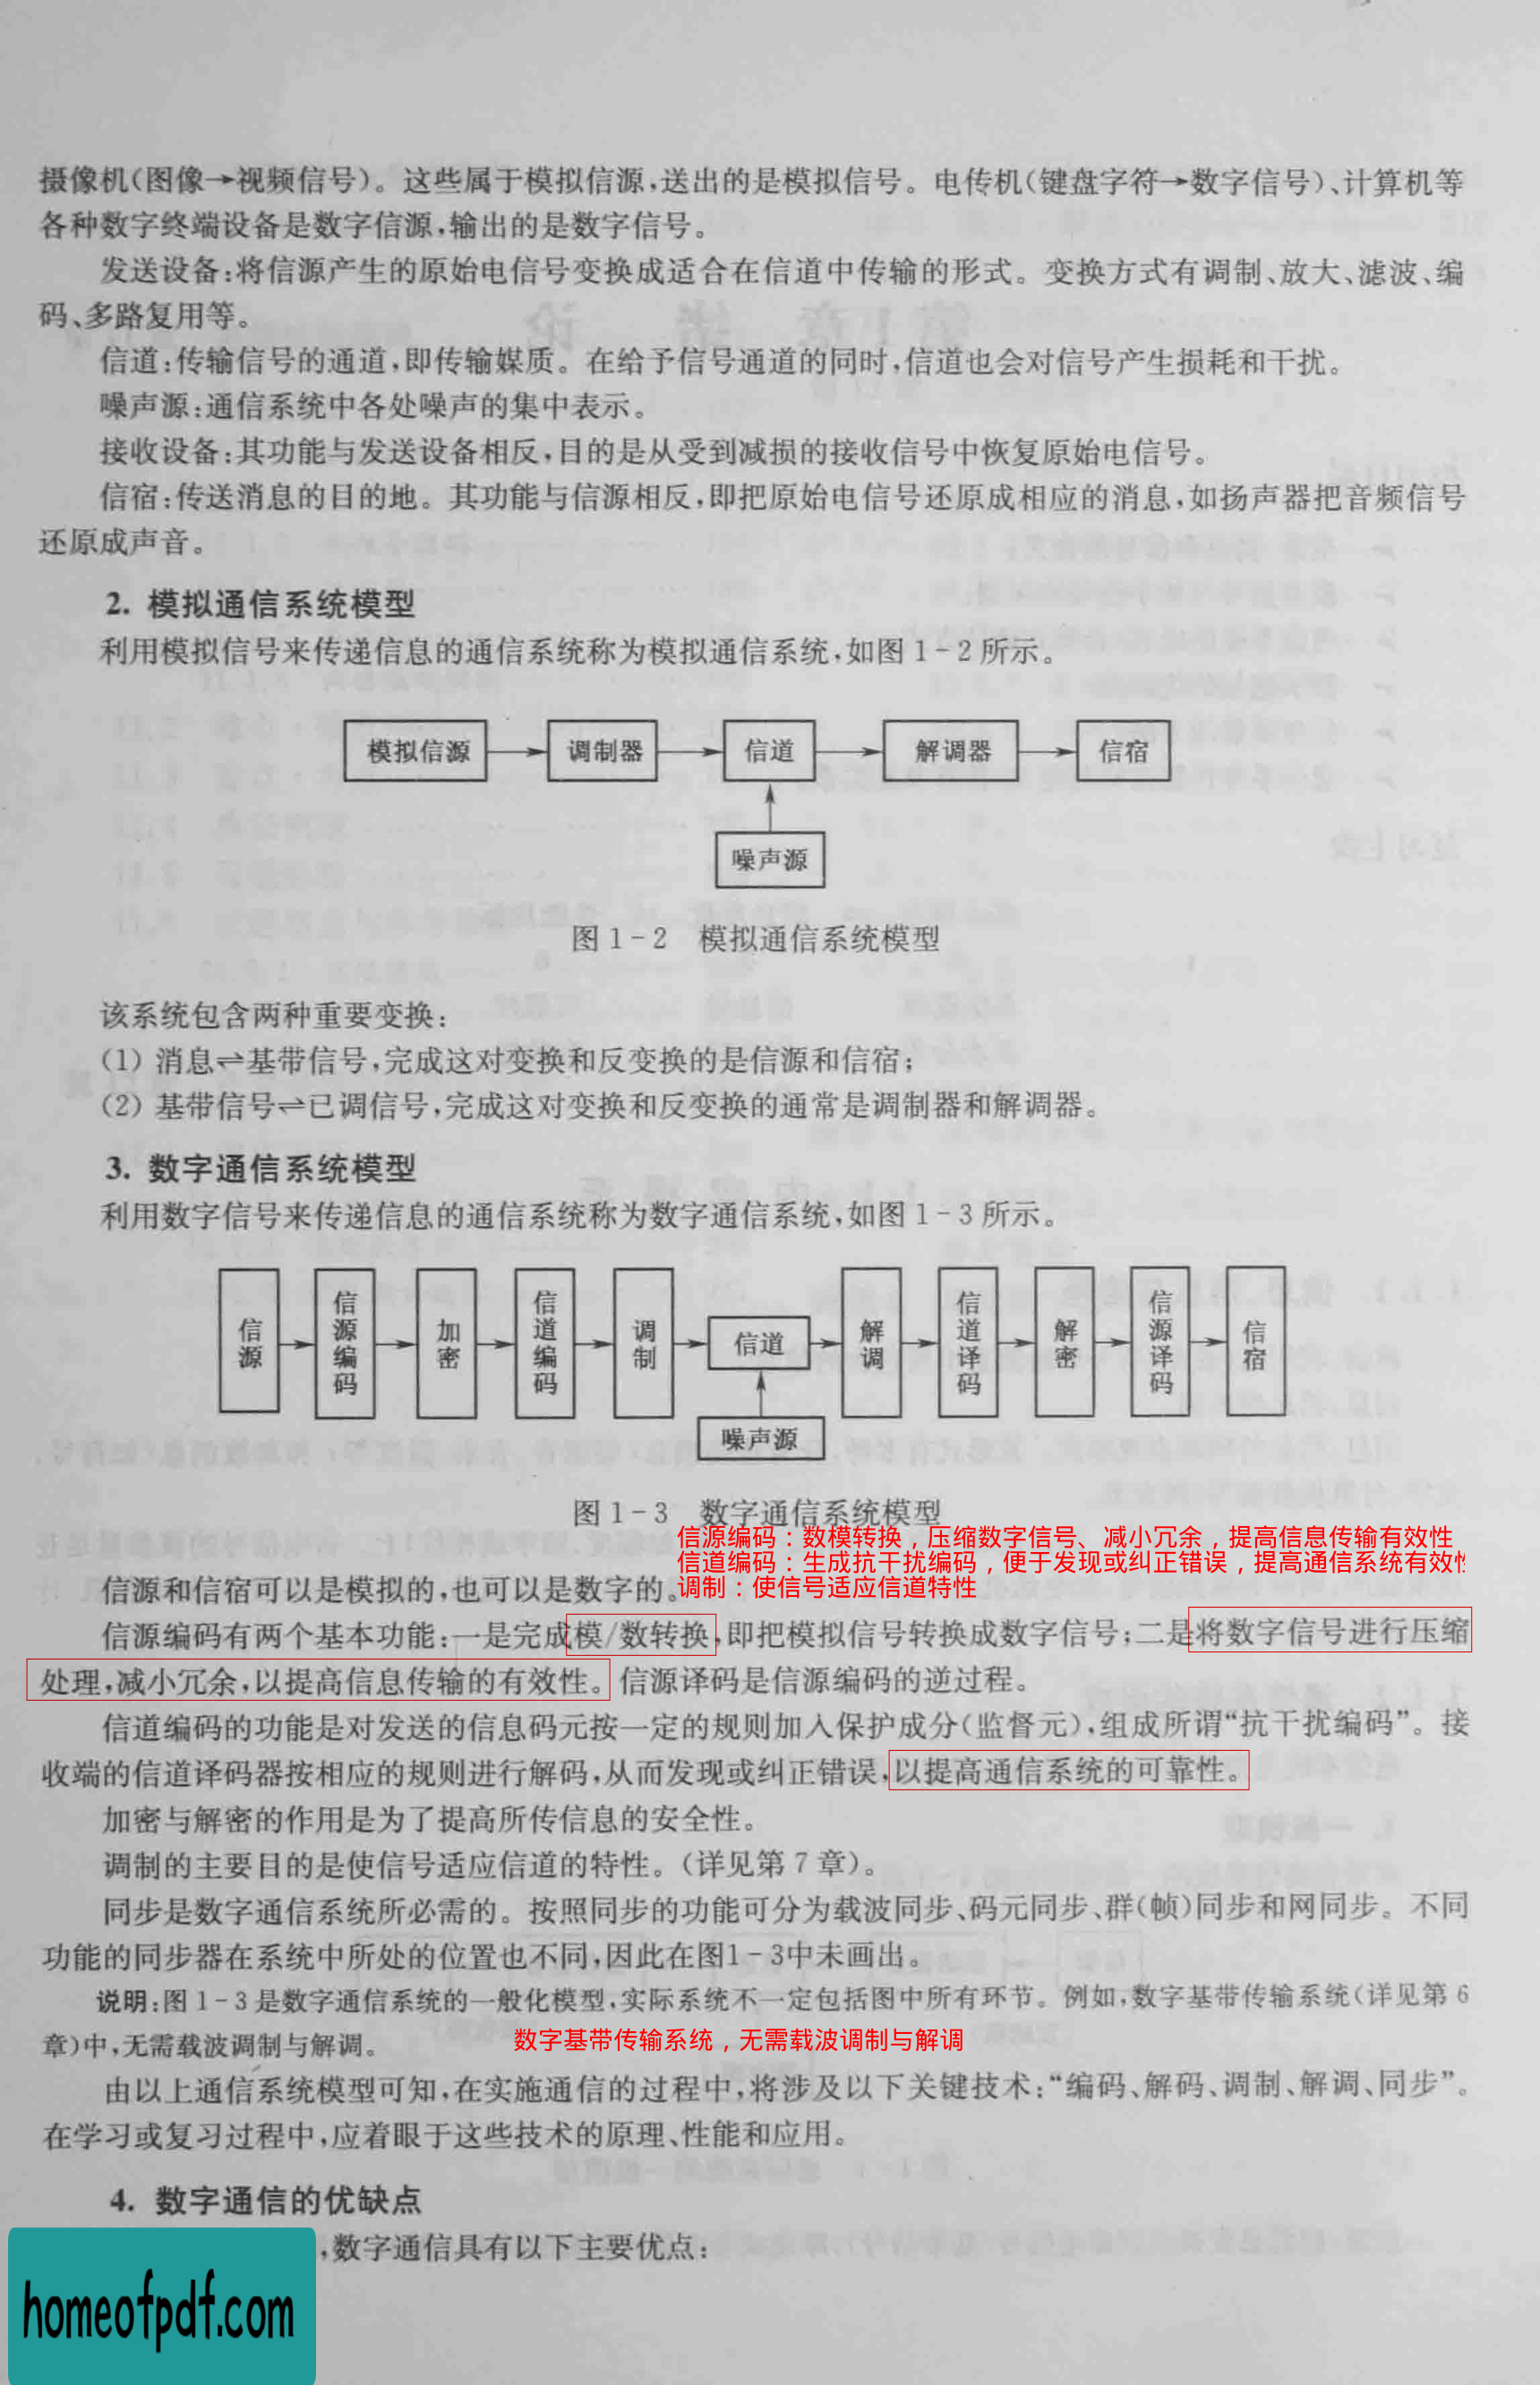 摄像机(图像→视频信号)。这些属于模拟信源,送出的是模拟信号。电传机(键盘字符→数字信号)、计算机等
各种数字终端设备是数字信源,输出的是数字信号。
发送设备:将信源产生的原始电信号变换成适合在信道中传输的形式。变换方式有调制、放大、滤波、编
码、多路复用等。
信道:传输信号的通道,即传输媒质。在给予信号通道的同时,信道也会对信号产生损耗和干扰。
噪声源:通信系统中各处噪声的集中表示。
接收设备:其功能与发送设备相反,目的是从受到减损的接收信号中恢复原始电信号。
信宿:传送消息的目的地。其功能与信源相反,即把原始电信号还原成相应的消息,如扬声器把音频信号
还原成声音。
2. 模拟通信系统模型
利用模拟信号来传递信息的通信系统称为模拟通信系统,如图 1-2 所示。
模拟信源 调制器 信道 解调器 信宿
噪声源
图 1-2 模拟通信系统模型
该系统包含两种重要变换:
(1) 消息⇌基带信号,完成这对变换和反变换的是信源和信宿;
(2) 基带信号⇌已调信号,完成这对变换和反变换的通常是调制器和解调器。
3. 数字通信系统模型
利用数字信号来传递信息的通信系统称为数字通信系统,如图 1-3 所示。
信源 信源编码 加密 信道编码 调制 信道 解调 信道译码 解密 信源译码 信宿
噪声源
图 1-3 数字通信系统模型
信源编码：数模转换，压缩数字信号、减小冗余，提高信息传输有效性
信道编码：生成抗干扰编码，便于发现或纠正错误，提高通信系统有效性
调制：使信号适应信道特性
信源和信宿可以是模拟的,也可以是数字的。
信源编码有两个基本功能:一是完成模/数转换,即把模拟信号转换成数字信号;二是将数字信号进行压缩
处理,减小冗余,以提高信息传输的有效性。信源译码是信源编码的逆过程。
信道编码的功能是对发送的信息码元按一定的规则加入保护成分(监督元),组成所谓“抗干扰编码”。接
收端的信道译码器按相应的规则进行解码,从而发现或纠正错误,以提高通信系统的可靠性。
加密与解密的作用是为了提高所传信息的安全性。
调制的主要目的是使信号适应信道的特性。(详见第 7 章)。
同步是数字通信系统所必需的。按照同步的功能可分为载波同步、码元同步、群(帧)同步和网同步。不同
功能的同步器在系统中所处的位置也不同,因此在图1-3中未画出。
说明:图 1-3 是数字通信系统的一般化模型,实际系统不一定包括图中所有环节。例如,数字基带传输系统(详见第 6
章)中,无需载波调制与解调。
数字基带传输系统，无需载波调制与解调
由以上通信系统模型可知,在实施通信的过程中,将涉及以下关键技术:“编码、解码、调制、解调、同步”。
在学习或复习过程中,应着眼于这些技术的原理、性能和应用。
4. 数字通信的优缺点
,数字通信具有以下主要优点:
homeofpdf.com